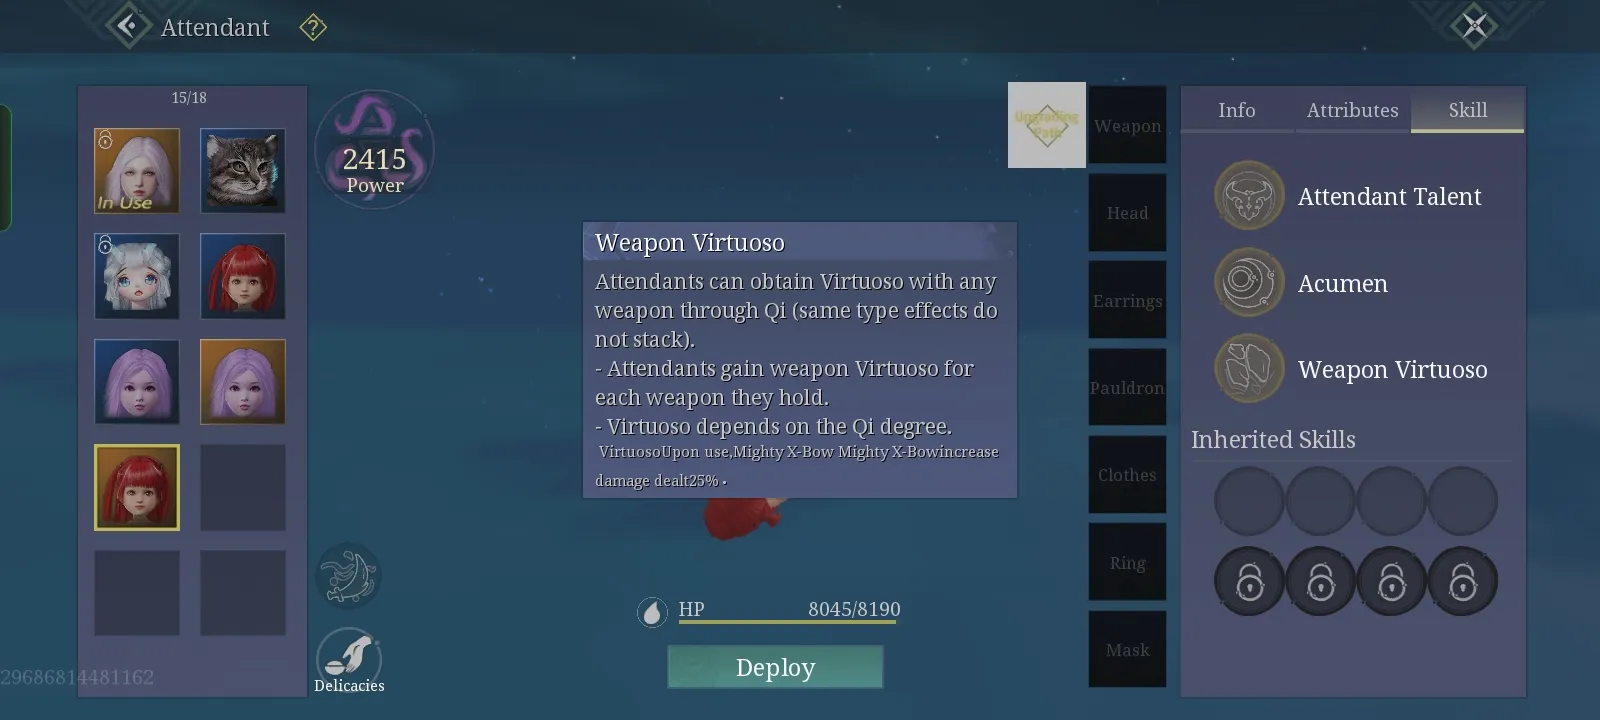 Attendant
?
15/18
In Use
2415
Power
Upgrading
Path
Weapon
Head
Earrings
Pauldron
Clothes
Ring
Mask
Info
Attributes
Skill
Attendant Talent
Acumen
Weapon Virtuoso
Inherited Skills
Weapon Virtuoso
Attendants can obtain Virtuoso with any
weapon through Qi (same type effects do
not stack).
- Attendants gain weapon Virtuoso for
each weapon they hold.
- Virtuoso depends on the Qi degree.
VirtuosoUpon use,Mighty X-Bow Mighty X-Bowincrease
damage dealt25% •
HP
8045/8190
Deploy
Delicacies
29686814481162